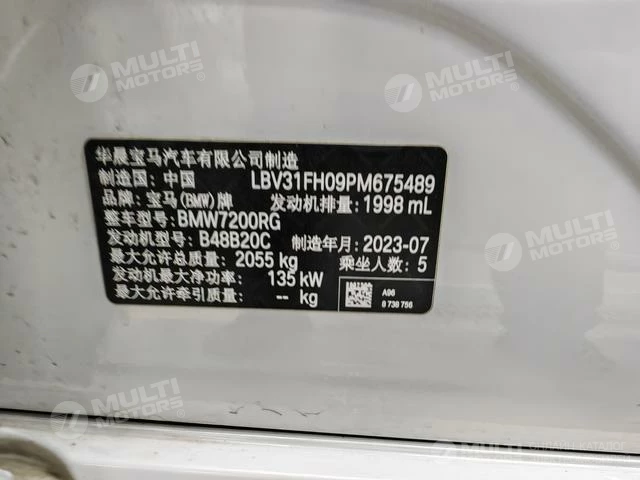 华晨宝马汽车有限公司制造
制造国: 中国 LBV31FH09PM675489
品牌: 宝马(BMW)牌 发动机排量: 1998 mL
整车型号: BMW7200RG
发动机型号: B48B20C 制造年月: 2023-07
最大允许总质量: 2055 kg 乘坐人数: 5
发动机最大净功率: 135 kW
最大允许牵引质量: -- kg
A96
8 738 756
MULTI MOTORS
MULTI MOTORS
MULTI MOTORS
MULTI MOTORS
MULTI MOTORS
MULTI